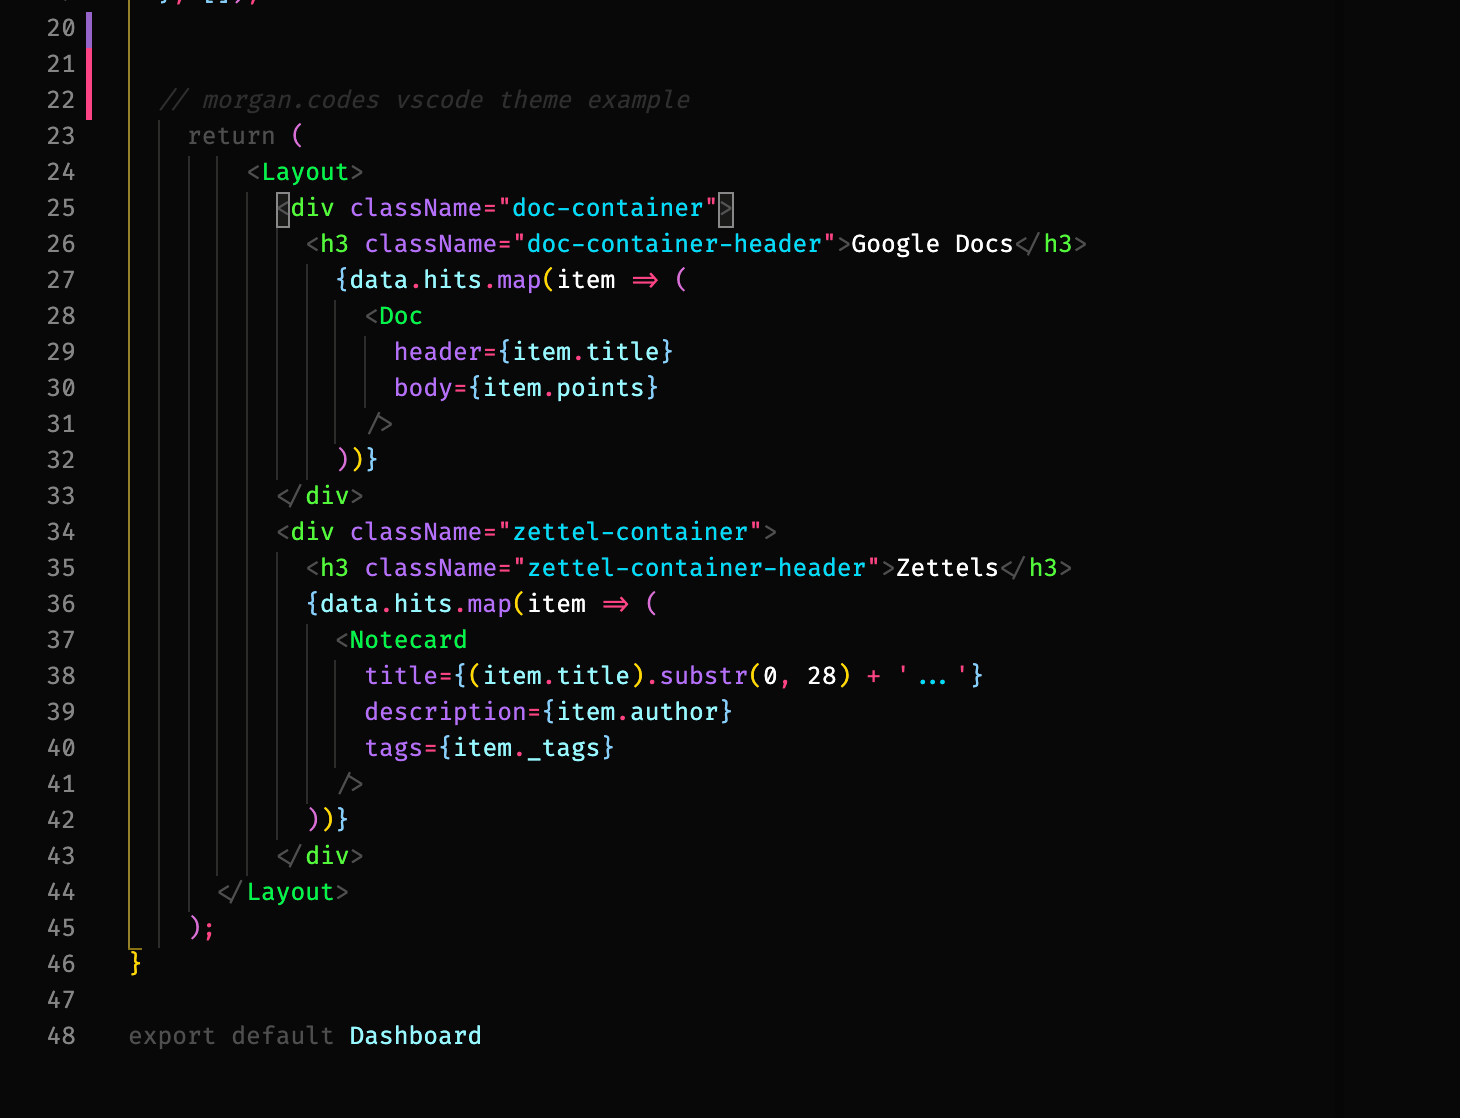 20
21
22 // morgan.codes vscode theme example
23 return (
24 <Layout>
25 <div className="doc-container">
26 <h3 className="doc-container-header">Google Docs</h3>
27 {data.hits.map(item => (
28 <Doc
29 header={item.title}
30 body={item.points}
31 />
32 ))}
33 </div>
34 <div className="zettel-container">
35 <h3 className="zettel-container-header">Zettels</h3>
36 {data.hits.map(item => (
37 <Notecard
38 title={(item.title).substr(0, 28) + '...'}
39 description={item.author}
40 tags={item._tags}
41 />
42 ))}
43 </div>
44 </Layout>
45 );
46 }
47
48 export default Dashboard